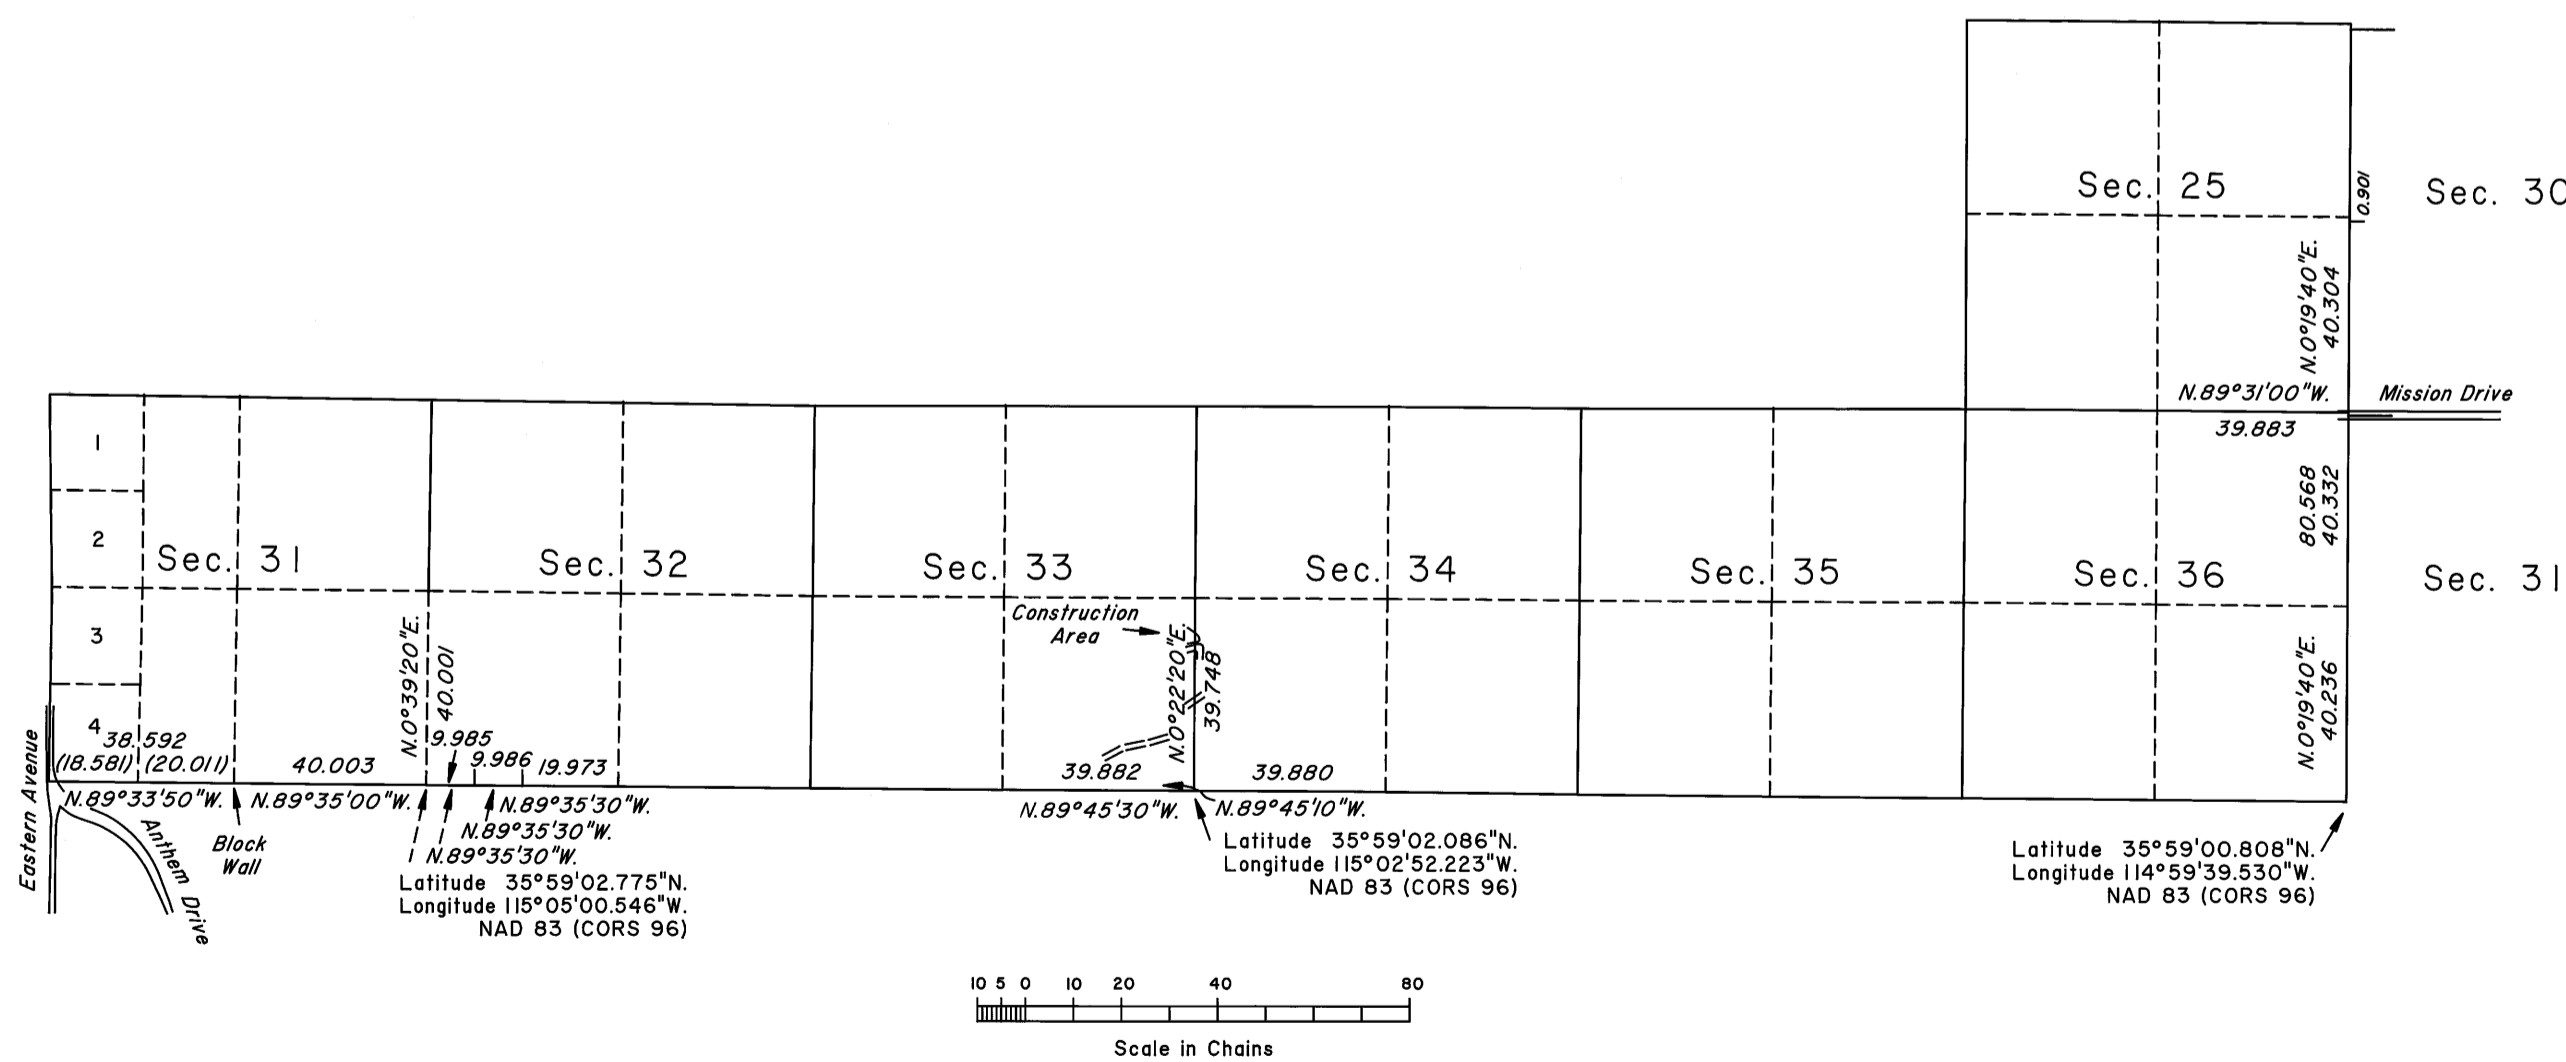 Sec. 25
Sec. 30
0.901
N.0°19'40"E.
40.304
N.89°31'00"W.
Mission Drive
39.883
1
2
3
4
Sec. 31
Sec. 32
Sec. 33
Sec. 34
Sec. 35
Sec. 36
Sec. 31
80.568
40.332
Construction
Area
N.0°39'20"E.
40.001
N.0°22'20"E.
39.748
N.0°19'40"E.
40.236
38.592
(18.581)
(20.011)
40.003
9.985
9.986
19.973
39.882
39.880
N.89°33'50"W.
N.89°35'00"W.
N.89°35'30"W.
N.89°35'30"W.
N.89°35'30"W.
N.89°45'30"W.
N.89°45'10"W.
Eastern Avenue
Anthem Drive
Block
Wall
Latitude 35°59'02.775"N.
Longitude 115°05'00.546"W.
NAD 83 (CORS 96)
Latitude 35°59'02.086"N.
Longitude 115°02'52.223"W.
NAD 83 (CORS 96)
Latitude 35°59'00.808"N.
Longitude 114°59'39.530"W.
NAD 83 (CORS 96)
10 5 0 10 20 40 80
Scale in Chains